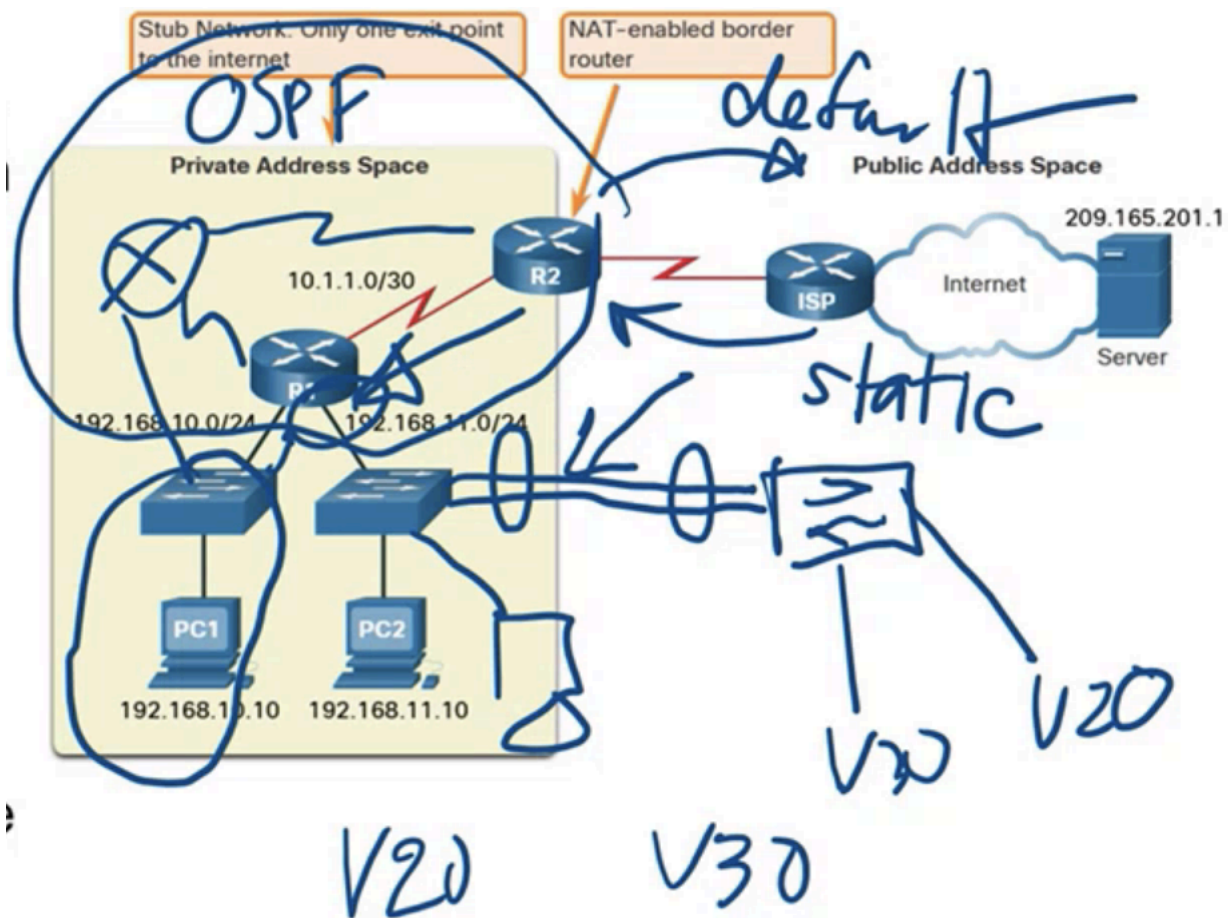 Stub Network: Only one exit point
to the internet
NAT-enabled border
router
OSPF
default
Private Address Space
Public Address Space
209.165.201.1
R2
10.1.1.0/30
ISP
Internet
Server
192.168.10.0/24
192.168.11.0/24
static
PC1
PC2
192.168.10.10
192.168.11.10
V30
V20
V20
V30